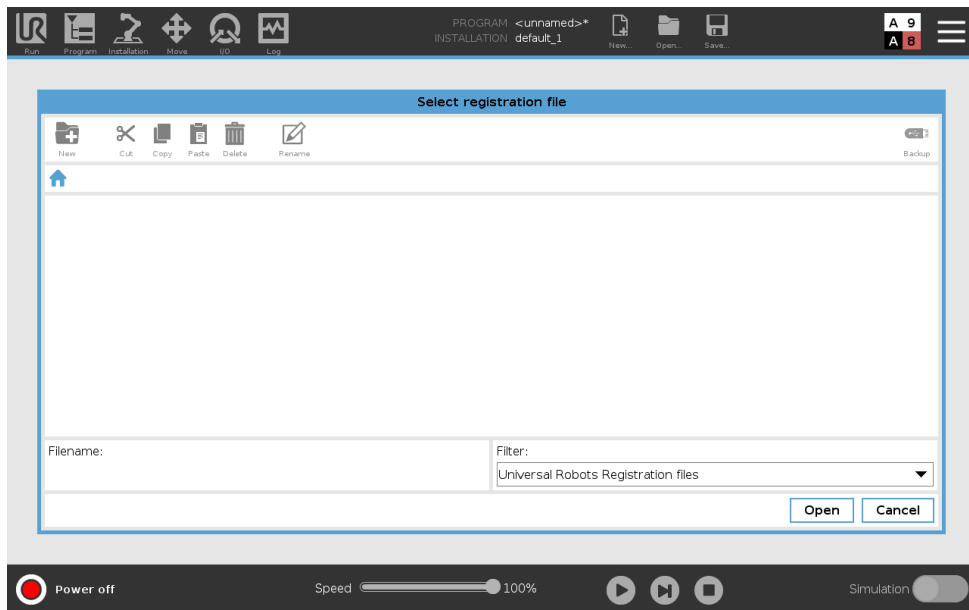 PROGRAM <unnamed>*
INSTALLATION default_1
Run Program Installation Move I/O Log New... Open... Save...
A 9
A 8
Select registration file
New Cut Copy Paste Delete Rename Backup
Filename:
Filter:
Universal Robots Registration files
Open Cancel
Power off Speed 100% Simulation